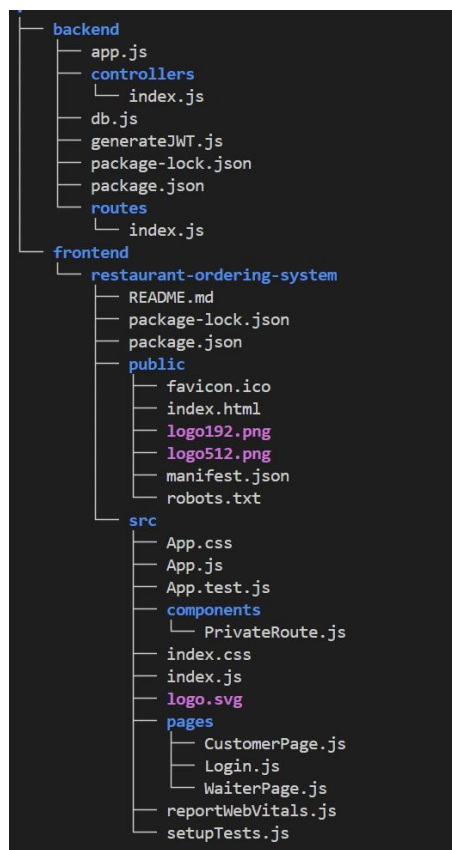 backend
app.js
controllers
index.js
db.js
generateJWT.js
package-lock.json
package.json
routes
index.js
frontend
restaurant-ordering-system
README.md
package-lock.json
package.json
public
favicon.ico
index.html
logo192.png
logo512.png
manifest.json
robots.txt
src
App.css
App.js
App.test.js
components
PrivateRoute.js
index.css
index.js
logo.svg
pages
CustomerPage.js
Login.js
WaiterPage.js
reportWebVitals.js
setupTests.js